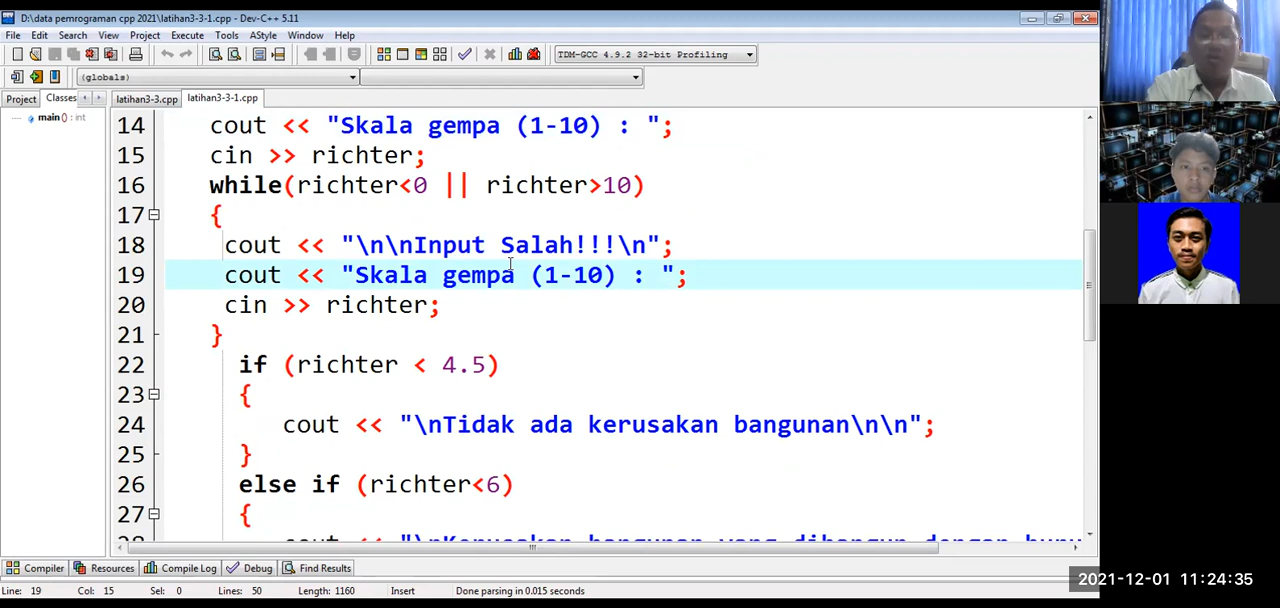 D:\data pemrograman cpp 2021\latihan3-3-1.cpp - Dev-C++ 5.11
File Edit Search View Project Execute Tools AStyle Window Help
TDM-GCC 4.9.2 32-bit Profiling
(globals)
Project Classes latihan3-3.cpp latihan3-3-1.cpp
main () : int
14 cout << "Skala gempa (1-10) : ";
15 cin >> richter;
16 while(richter<0 || richter>10)
17 {
18 cout << "\n\nInput Salah!!!\n";
19 cout << "Skala gempa (1-10) : ";
20 cin >> richter;
21 }
22 if (richter < 4.5)
23 {
24 cout << "\nTidak ada kerusakan bangunan\n\n";
25 }
26 else if (richter<6)
27 {
Compiler Resources Compile Log Debug Find Results
Line: 19 Col: 15 Sel: 0 Lines: 50 Length: 1160 Insert Done parsing in 0.015 seconds
2021-12-01 11:24:35